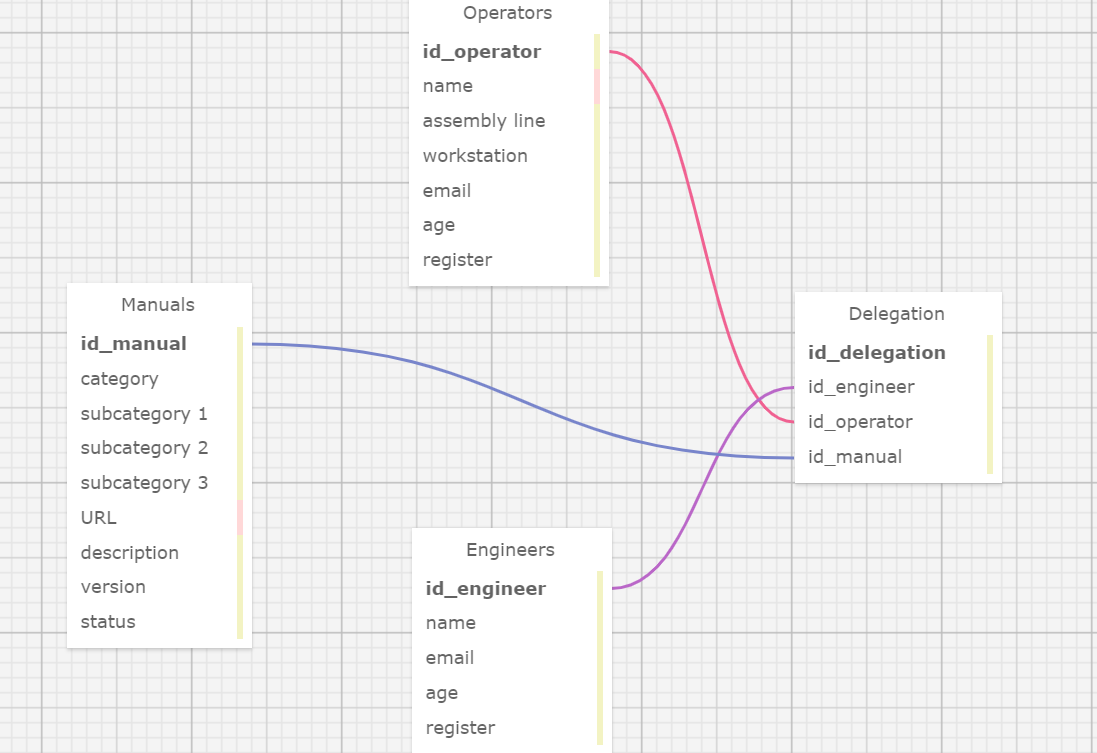 Operators
id_operator
name
assembly line
workstation
email
age
register
Manuals
id_manual
category
subcategory 1
subcategory 2
subcategory 3
URL
description
version
status
Delegation
id_delegation
id_engineer
id_operator
id_manual
Engineers
id_engineer
name
email
age
register